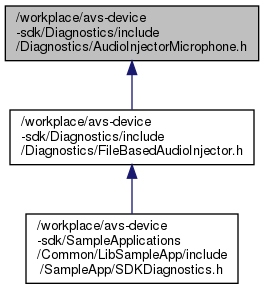 /workplace/avs-device
-sdk/Diagnostics/include
/Diagnostics/AudioInjectorMicrophone.h
/workplace/avs-device
-sdk/Diagnostics/include
/Diagnostics/FileBasedAudioInjector.h
/workplace/avs-device
-sdk/SampleApplications
/Common/LibSampleApp/include
/SampleApp/SDKDiagnostics.h